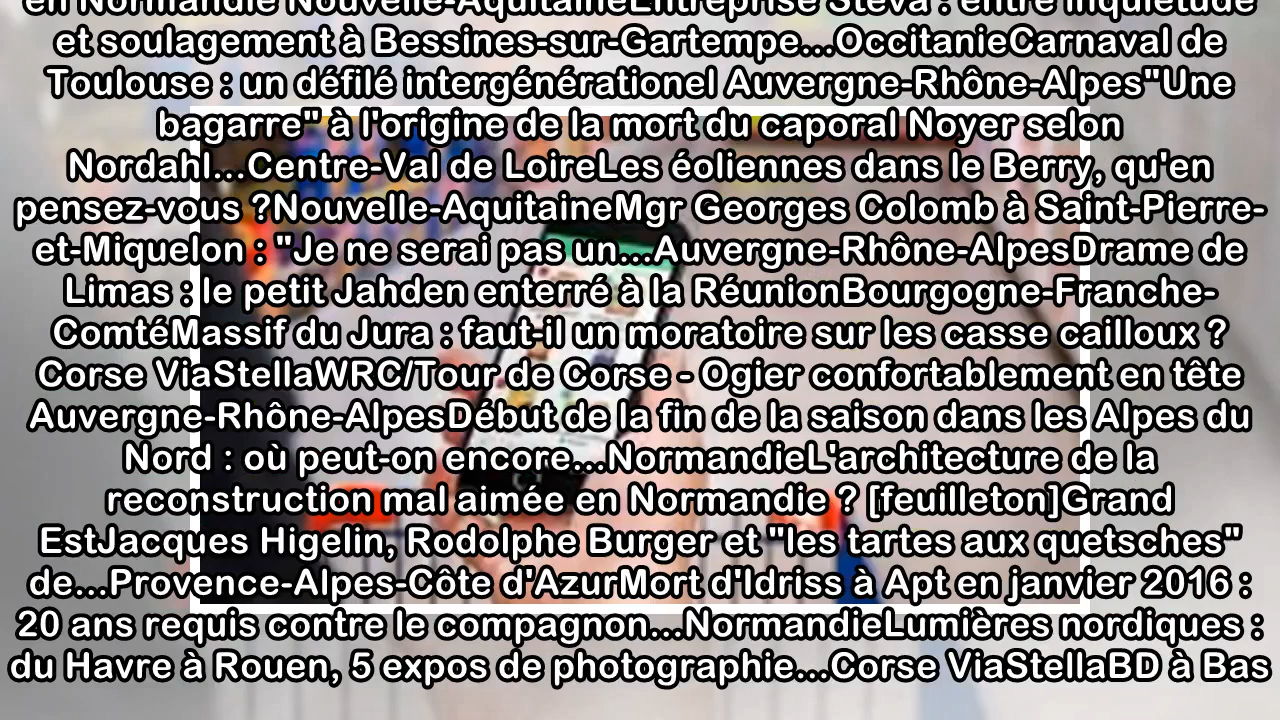 en Normandie Nouvelle-AquitaineEntreprise Steva : entre inquiétude
et soulagement à Bessines-sur-Gartempe...OccitanieCarnaval de
Toulouse : un défilé intergénérationel Auvergne-Rhône-Alpes"Une
bagarre" à l'origine de la mort du caporal Noyer selon
Nordahl...Centre-Val de LoireLes éoliennes dans le Berry, qu'en
pensez-vous ?Nouvelle-AquitaineMgr Georges Colomb à Saint-Pierre-
et-Miquelon : "Je ne serai pas un...Auvergne-Rhône-AlpesDrame de
Limas : le petit Jahden enterré à la RéunionBourgogne-Franche-
ComtéMassif du Jura : faut-il un moratoire sur les casse cailloux ?
Corse ViaStellaWRC/Tour de Corse - Ogier confortablement en tête
Auvergne-Rhône-AlpesDébut de la fin de la saison dans les Alpes du
Nord : où peut-on encore...NormandieL'architecture de la
reconstruction mal aimée en Normandie ? [feuilleton]Grand
EstJacques Higelin, Rodolphe Burger et "les tartes aux quetsches"
de...Provence-Alpes-Côte d'AzurMort d'Idriss à Apt en janvier 2016 :
20 ans requis contre le compagnon...NormandieLumières nordiques :
du Havre à Rouen, 5 expos de photographie...Corse ViaStellaBD à Bas